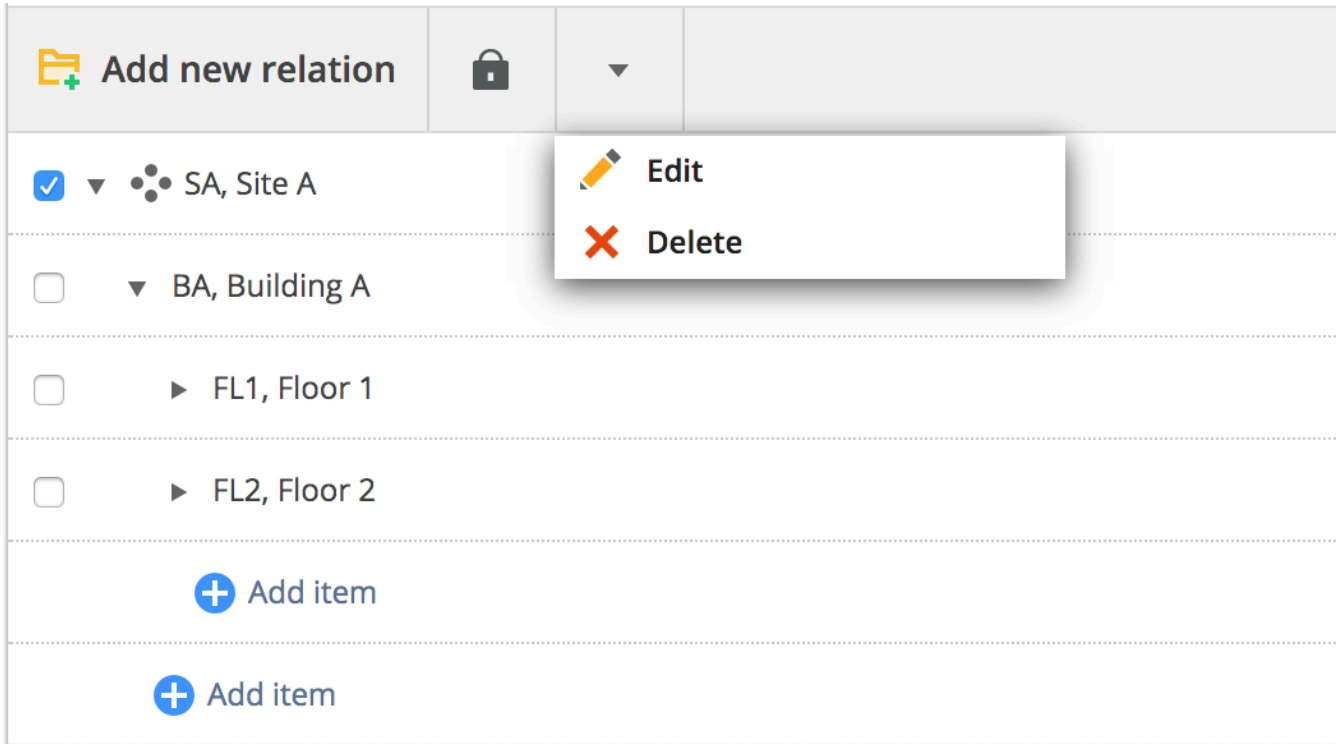 Add new relation
SA, Site A
Edit
Delete
BA, Building A
FL1, Floor 1
FL2, Floor 2
Add item
Add item